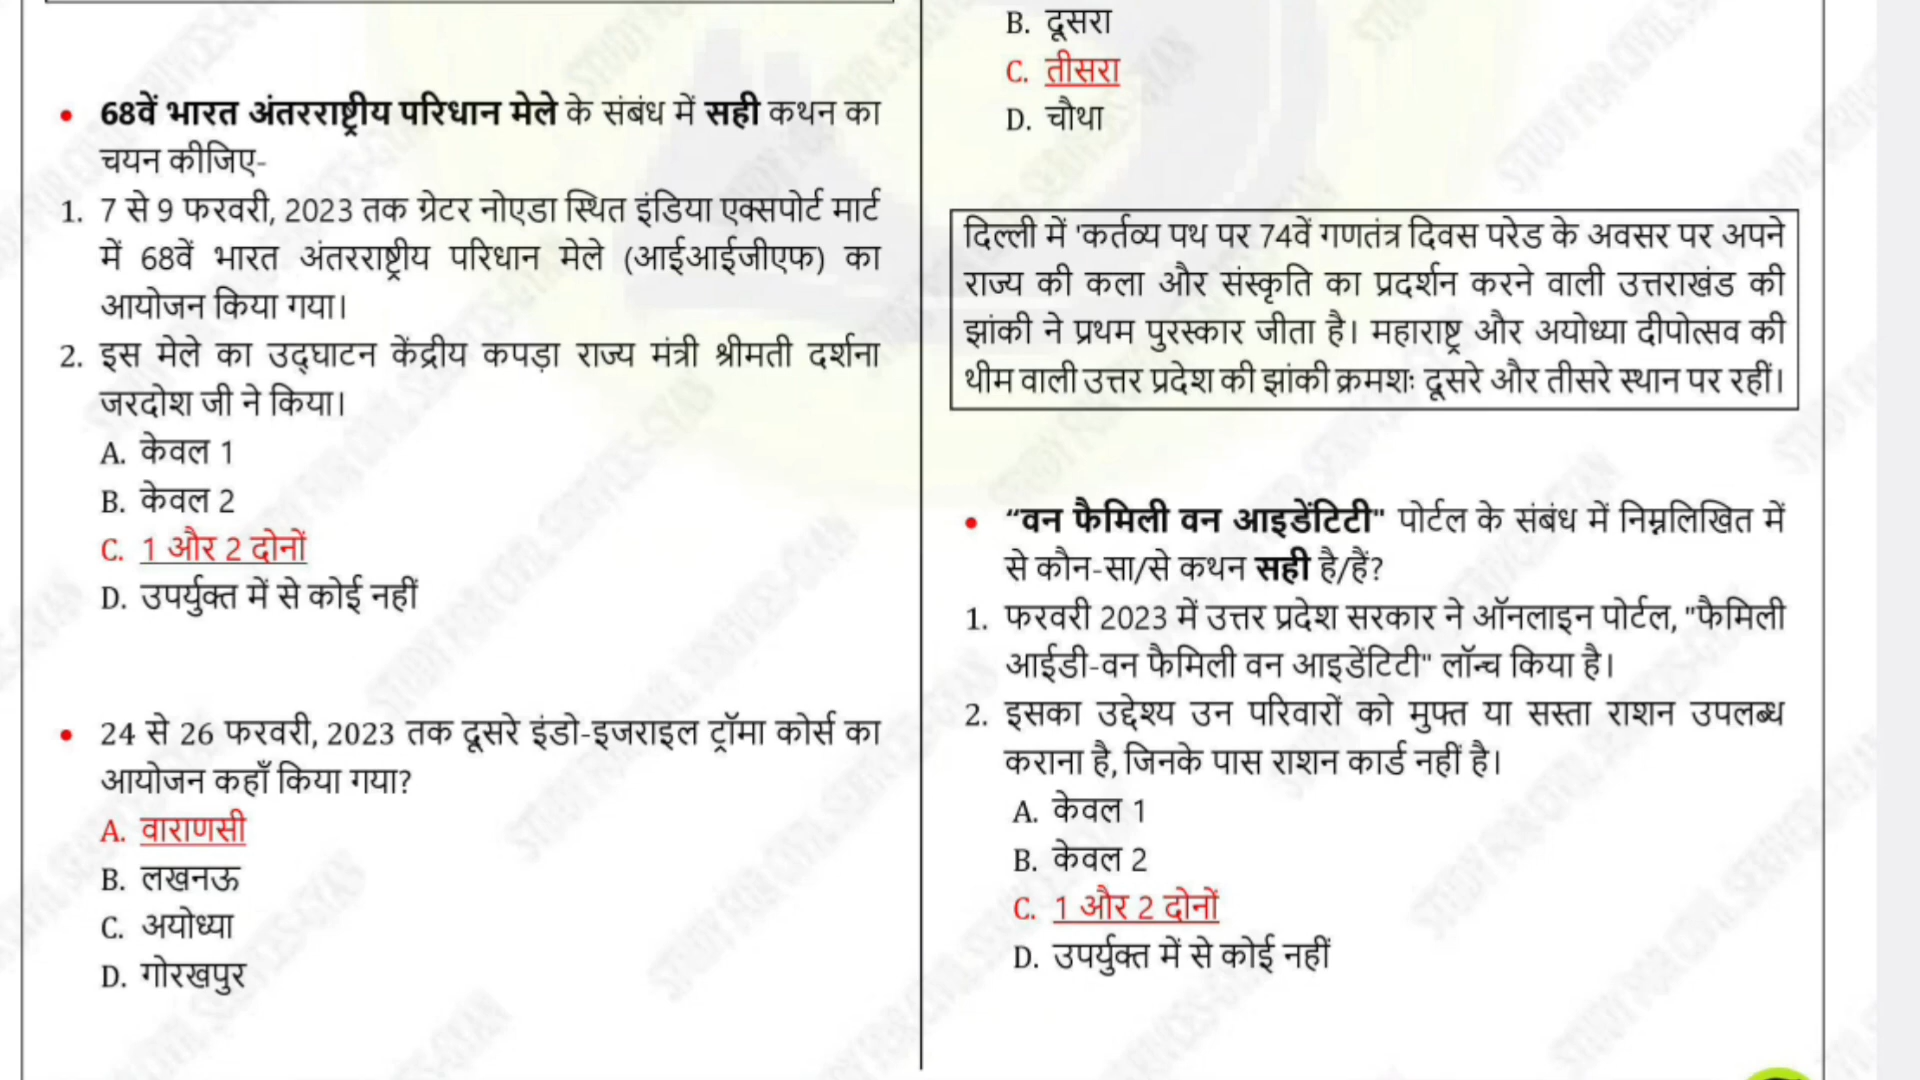 • 68वें भारत अंतरराष्ट्रीय परिधान मेले के संबंध में सही कथन का
चयन कीजिए-
1. 7 से 9 फरवरी, 2023 तक ग्रेटर नोएडा स्थित इंडिया एक्सपोर्ट मार्ट
में 68वें भारत अंतरराष्ट्रीय परिधान मेले (आईआईजीएफ) का
आयोजन किया गया।
2. इस मेले का उद्घाटन केंद्रीय कपड़ा राज्य मंत्री श्रीमती दर्शना
जरदोश जी ने किया।
A. केवल 1
B. केवल 2
C. 1 और 2 दोनों
D. उपर्युक्त में से कोई नहीं
• 24 से 26 फरवरी, 2023 तक दूसरे इंडो-इजराइल ट्रॉमा कोर्स का
आयोजन कहाँ किया गया?
A. वाराणसी
B. लखनऊ
C. अयोध्या
D. गोरखपुर
B. दूसरा
C. तीसरा
D. चौथा
दिल्ली में 'कर्तव्य पथ पर 74वें गणतंत्र दिवस परेड के अवसर पर अपने
राज्य की कला और संस्कृति का प्रदर्शन करने वाली उत्तराखंड की
झांकी ने प्रथम पुरस्कार जीता है। महाराष्ट्र और अयोध्या दीपोत्सव की
थीम वाली उत्तर प्रदेश की झांकी क्रमशः दूसरे और तीसरे स्थान पर रहीं।
• “वन फैमिली वन आइडेंटिटी" पोर्टल के संबंध में निम्नलिखित में
से कौन-सा/से कथन सही है/हैं?
1. फरवरी 2023 में उत्तर प्रदेश सरकार ने ऑनलाइन पोर्टल, "फैमिली
आईडी-वन फैमिली वन आइडेंटिटी" लॉन्च किया है।
2. इसका उद्देश्य उन परिवारों को मुफ्त या सस्ता राशन उपलब्ध
कराना है, जिनके पास राशन कार्ड नहीं है।
A. केवल 1
B. केवल 2
C. 1 और 2 दोनों
D. उपर्युक्त में से कोई नहीं